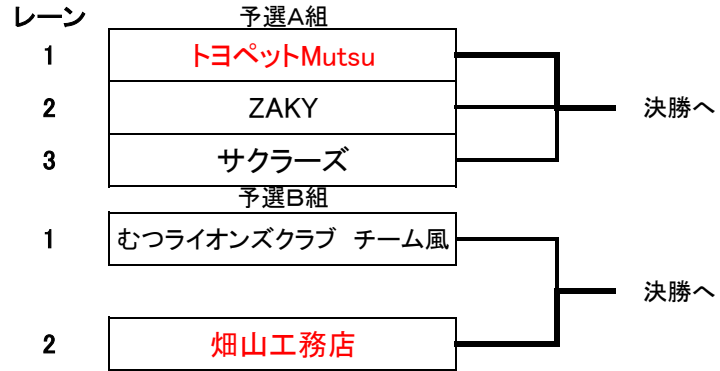 レーン 予選A組
1 トヨペットMutsu
2 ZAKY 決勝へ
3 サクラーズ
予選B組
1 むつライオンズクラブ　チーム風
決勝へ
2 畑山工務店